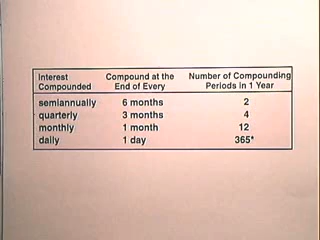 Interest Compounded Compound at the End of Every Number of Compounding Periods in 1 Year
semiannually 6 months 2
quarterly 3 months 4
monthly 1 month 12
daily 1 day 365*